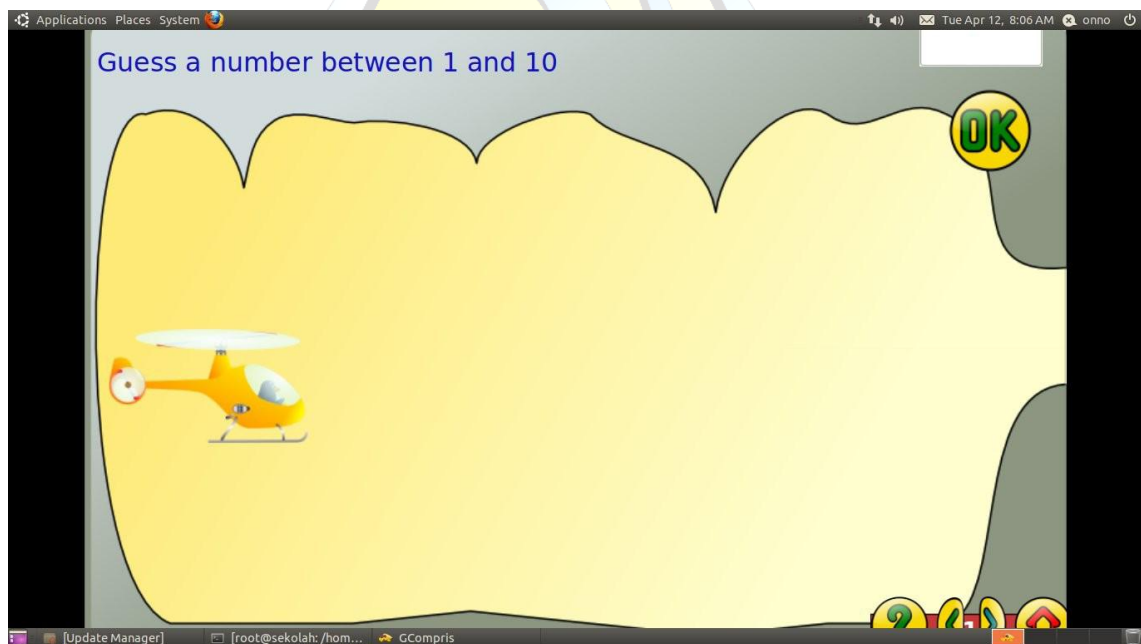 Applications Places System Tue Apr 12, 8:06 AM onno
Guess a number between 1 and 10
OK
? 1
[Update Manager] [root@sekolah: /hom... GCompris